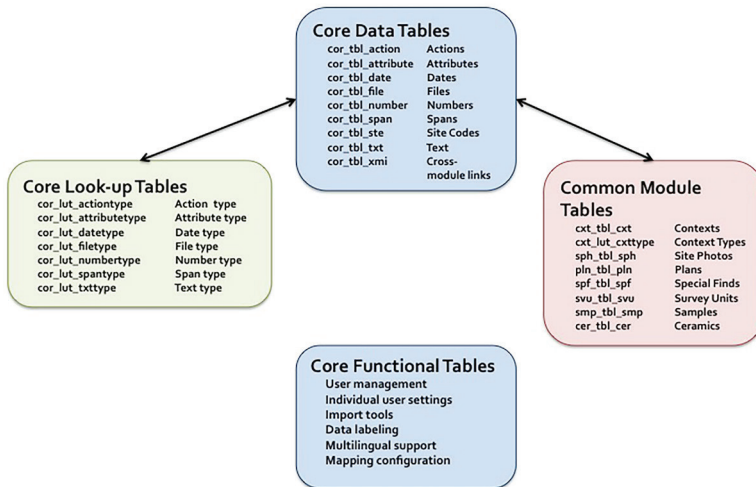 Core Data Tables
cor_tbl_action Actions
cor_tbl_attribute Attributes
cor_tbl_date Dates
cor_tbl_file Files
cor_tbl_number Numbers
cor_tbl_span Spans
cor_tbl_ste Site Codes
cor_tbl_txt Text
cor_tbl_xmi Cross-
module links
Core Look-up Tables
cor_lut_actiontype Action type
cor_lut_attributetype Attribute type
cor_lut_datetype Date type
cor_lut_filetype File type
cor_lut_numbertype Number type
cor_lut_spantype Span type
cor_lut_txttype Text type
Common Module
Tables
cxt_tbl_cxt Contexts
cxt_lut_cxttype Context Types
sph_tbl_sph Site Photos
pln_tbl_pln Plans
spf_tbl_spf Special Finds
svu_tbl_svu Survey Units
smp_tbl_smp Samples
cer_tbl_cer Ceramics
Core Functional Tables
User management
Individual user settings
Import tools
Data labeling
Multilingual support
Mapping configuration